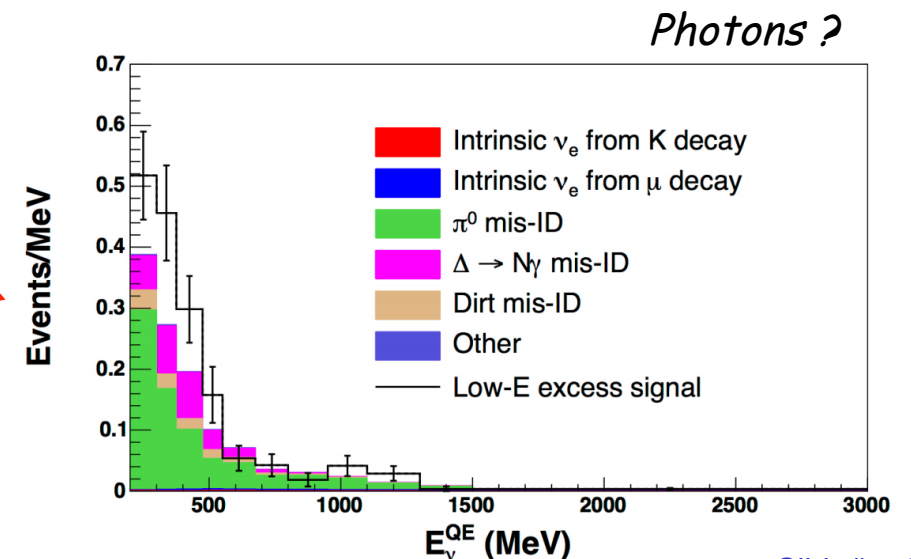 Photons ?
0.7
0.6
0.5
0.4
0.3
0.2
0.1
0
Events/MeV
Intrinsic νe from K decay
Intrinsic νe from μ decay
π⁰ mis-ID
Δ → Nγ mis-ID
Dirt mis-ID
Other
Low-E excess signal
500 1000 1500 2000 2500 3000
EνQE (MeV)